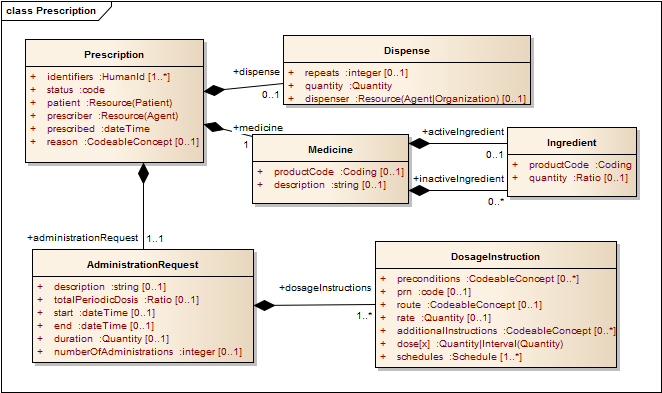 class Prescription
Prescription
+ identifiers :HumanId [1..*]
+ status :code
+ patient :Resource(Patient)
+ prescriber :Resource(Agent)
+ prescribed :dateTime
+ reason :CodeableConcept [0..1]
+dispense
0..1
Dispense
+ repeats :integer [0..1]
+ quantity :Quantity
+ dispenser :Resource(Agent|Organization) [0..1]
+medicine
1
Medicine
+ productCode :Coding [0..1]
+ description :string [0..1]
+activeIngredient
0..1
+inactiveIngredient
0..*
Ingredient
+ productCode :Coding
+ quantity :Ratio [0..1]
+administrationRequest
1..1
AdministrationRequest
+ description :string [0..1]
+ totalPeriodicDosis :Ratio [0..1]
+ start :dateTime [0..1]
+ end :dateTime [0..1]
+ duration :Quantity [0..1]
+ numberOfAdministrations :integer [0..1]
+dosageInstructions
1..*
DosageInstruction
+ preconditions :CodeableConcept [0..*]
+ prn :code [0..1]
+ route :CodeableConcept [0..1]
+ rate :Quantity [0..1]
+ additionalInstructions :CodeableConcept [0..*]
+ dose[x] :Quantity|Interval(Quantity)
+ schedules :Schedule [1..*]